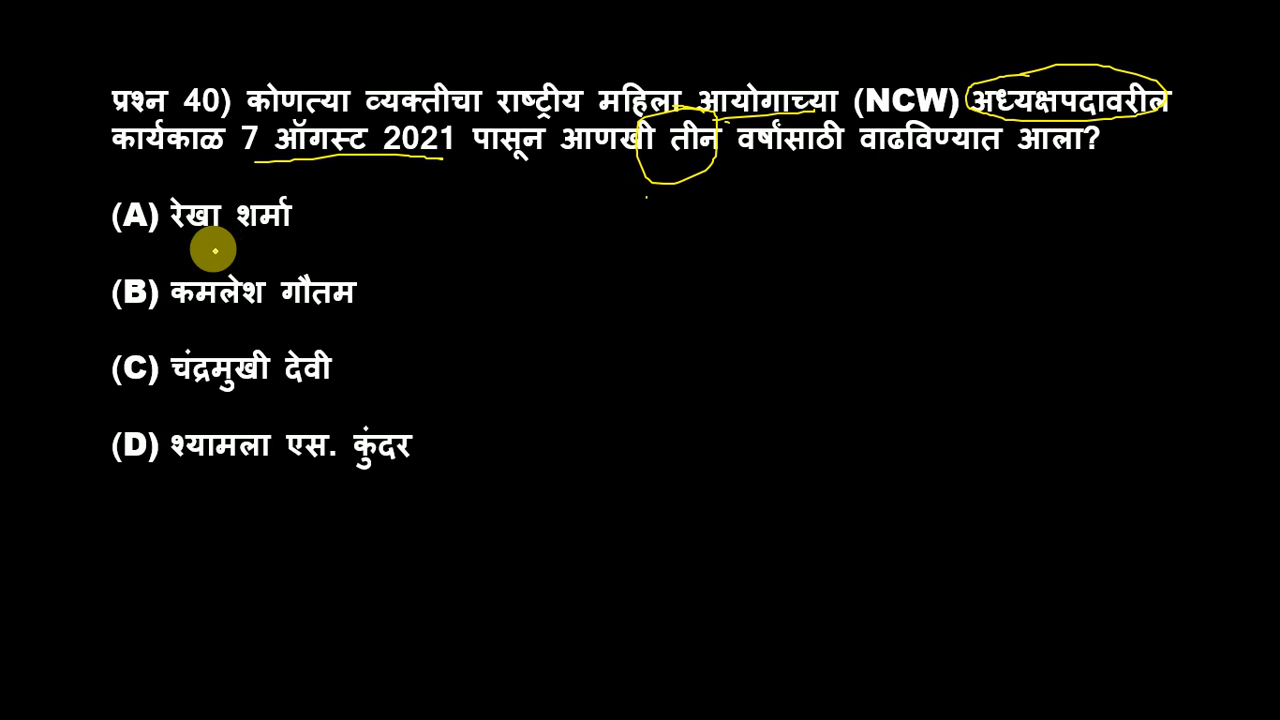 प्रश्न 40) कोणत्या व्यक्तीचा राष्ट्रीय महिला आयोगाच्या (NCW) अध्यक्षपदावरील
कार्यकाळ 7 ऑगस्ट 2021 पासून आणखी तीन वर्षांसाठी वाढविण्यात आला?
(A) रेखा शर्मा
(B) कमलेश गौतम
(C) चंद्रमुखी देवी
(D) श्यामला एस. कुंदर